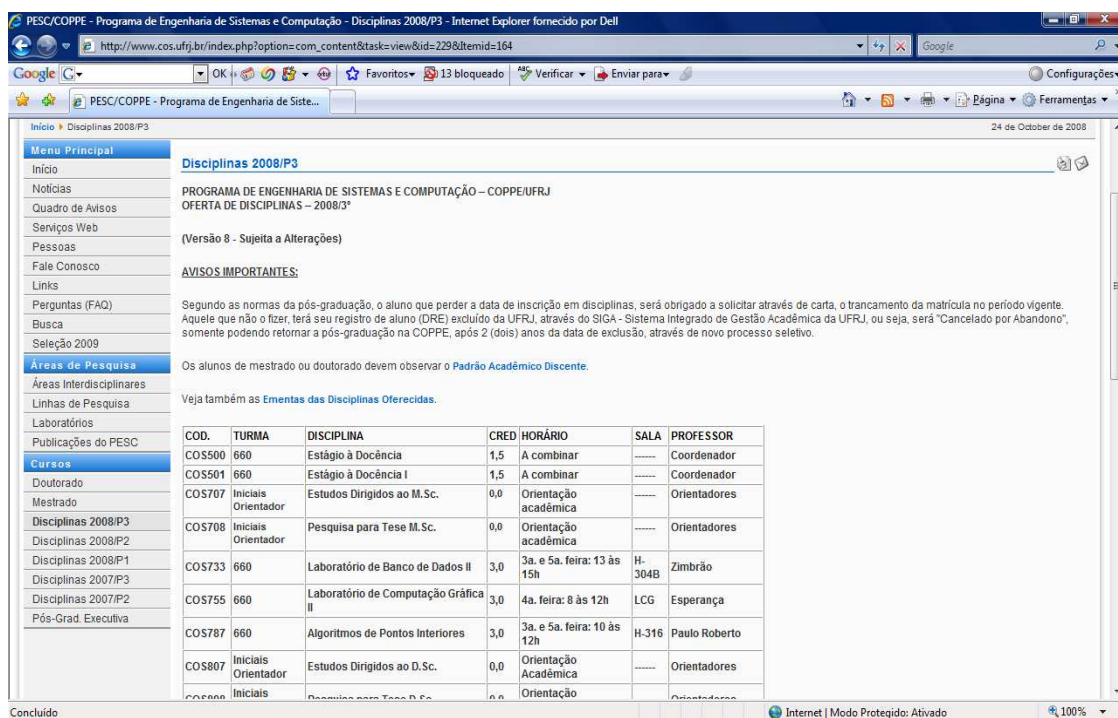 PESC/COPPE - Programa de Engenharia de Sistemas e Computação - Disciplinas 2008/P3 - Internet Explorer fornecido por Dell
http://www.cos.ufrj.br/index.php?option=com_content&task=view&id=229&Itemid=164
Google
Google G OK Favoritos 13 bloqueado ABC Verificar Enviar para Configurações
PESC/COPPE - Programa de Engenharia de Siste... Página Ferramentas
Início Disciplinas 2008/P3 24 de October de 2008
Menu Principal
Início
Notícias
Quadro de Avisos
Serviços Web
Pessoas
Fale Conosco
Links
Perguntas (FAQ)
Busca
Seleção 2009
Áreas de Pesquisa
Áreas Interdisciplinares
Linhas de Pesquisa
Laboratórios
Publicações do PESC
Cursos
Doutorado
Mestrado
Disciplinas 2008/P3
Disciplinas 2008/P2
Disciplinas 2008/P1
Disciplinas 2007/P3
Disciplinas 2007/P2
Pós-Grad. Executiva
Disciplinas 2008/P3
PROGRAMA DE ENGENHARIA DE SISTEMAS E COMPUTAÇÃO – COPPE/UFRJ
OFERTA DE DISCIPLINAS – 2008/3º
(Versão 8 - Sujeita a Alterações)
AVISOS IMPORTANTES:
Segundo as normas da pós-graduação, o aluno que perder a data de inscrição em disciplinas, será obrigado a solicitar através de carta, o trancamento da matrícula no período vigente.
Aquele que não o fizer, terá seu registro de aluno (DRE) excluído da UFRJ, através do SIGA - Sistema Integrado de Gestão Acadêmica da UFRJ, ou seja, será "Cancelado por Abandono",
somente podendo retornar a pós-graduação na COPPE, após 2 (dois) anos da data de exclusão, através de novo processo seletivo.
Os alunos de mestrado ou doutorado devem observar o Padrão Acadêmico Discente.
Veja também as Ementas das Disciplinas Oferecidas.
COD. TURMA DISCIPLINA CRED HORÁRIO SALA PROFESSOR
COS500 660 Estágio à Docência 1,5 A combinar ------ Coordenador
COS501 660 Estágio à Docência I 1,5 A combinar ------ Coordenador
COS707 Iniciais Estudos Dirigidos ao M.Sc. 0,0 Orientação ------ Orientadores
Orientador acadêmica
COS708 Iniciais Pesquisa para Tese M.Sc. 0,0 Orientação ------ Orientadores
Orientador acadêmica
COS733 660 Laboratório de Banco de Dados II 3,0 3a. e 5a. feira: 13 às H- Zimbrão
15h 304B
COS755 660 Laboratório de Computação Gráfica 3,0 4a. feira: 8 às 12h LCG Esperança
II
COS787 660 Algoritmos de Pontos Interiores 3,0 3a. e 5a. feira: 10 às H-316 Paulo Roberto
12h
COS807 Iniciais Estudos Dirigidos ao D.Sc. 0,0 Orientação ------ Orientadores
Orientador Acadêmica
Iniciais Orientação
Concluído Internet | Modo Protegido: Ativado 100%